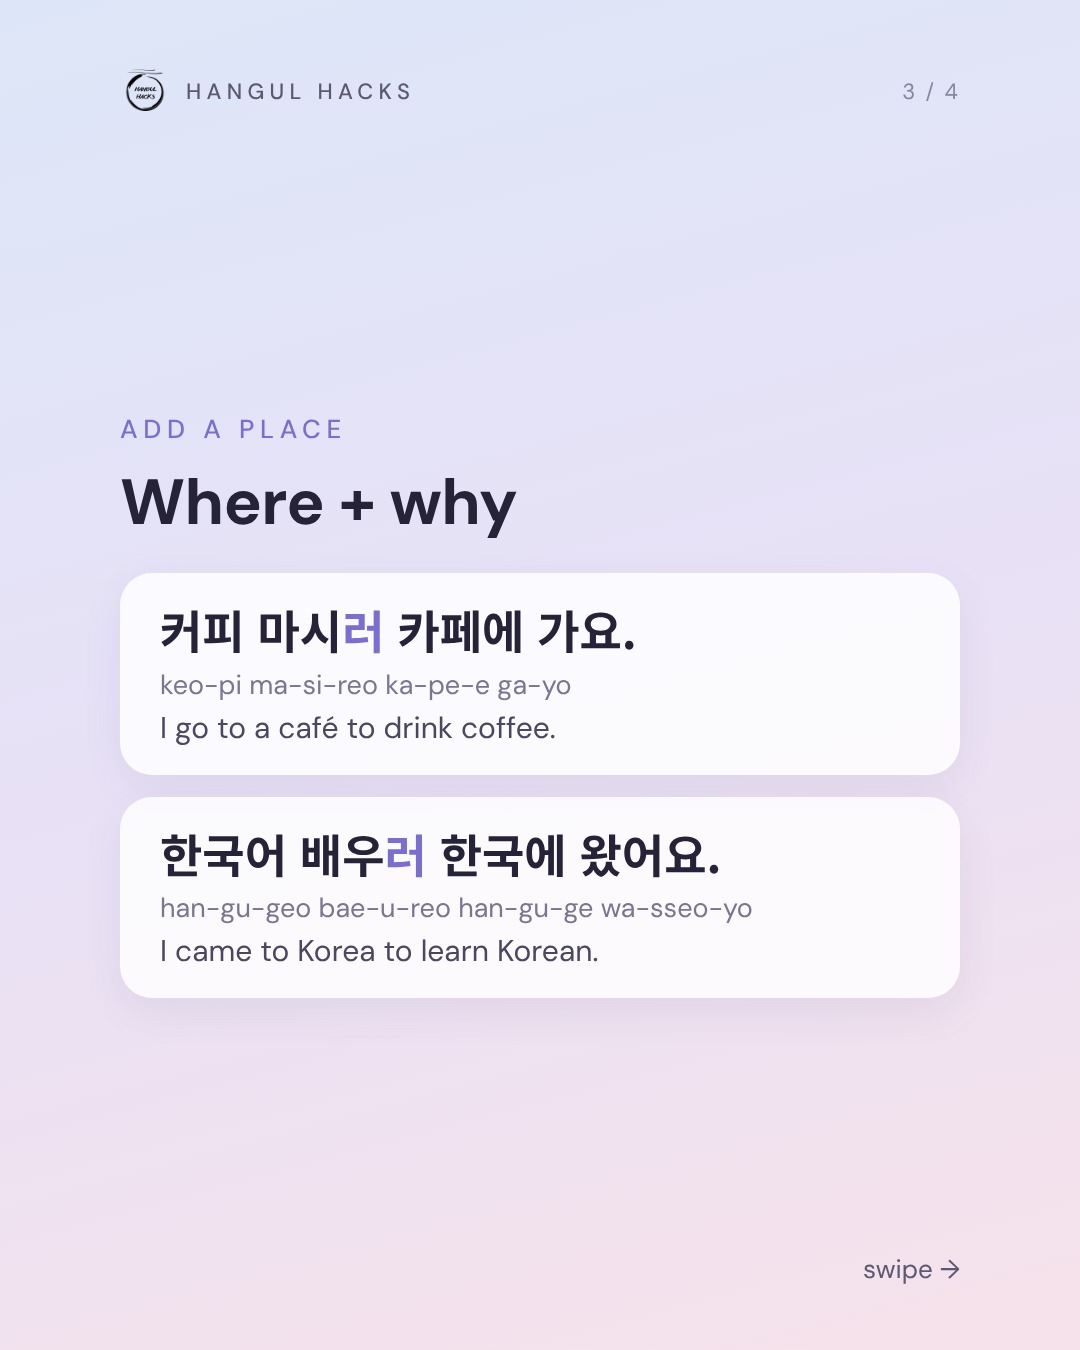 HANGUL HACKS
HANGUL HACKS
3 / 4
ADD A PLACE
Where + why
커피 마시러 카페에 가요.
keo-pi ma-si-reo ka-pe-e ga-yo
I go to a café to drink coffee.
한국어 배우러 한국에 왔어요.
han-gu-geo bae-u-reo han-gu-ge wa-sseo-yo
I came to Korea to learn Korean.
swipe →